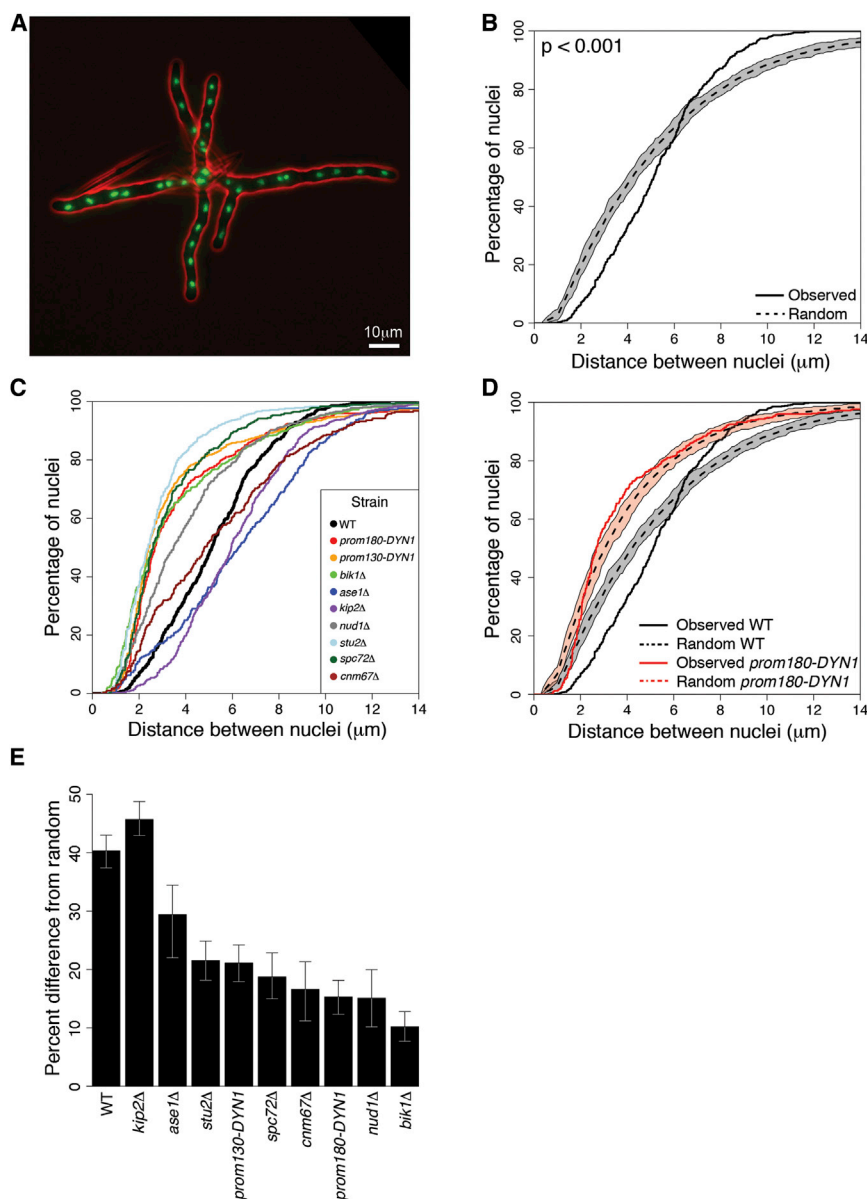 A
10μm
B
p < 0.001
Percentage of nuclei
100
80
60
40
20
0
Observed
Random
0 2 4 6 8 10 12 14
Distance between nuclei (μm)
C
Percentage of nuclei
100
80
60
40
20
0
Strain
WT
prom180-DYN1
prom130-DYN1
bik1Δ
ase1Δ
kip2Δ
nud1Δ
stu2Δ
spc72Δ
cnm67Δ
0 2 4 6 8 10 12 14
Distance between nuclei (μm)
D
Percentage of nuclei
100
80
60
40
20
0
Observed WT
Random WT
Observed prom180-DYN1
Random prom180-DYN1
0 2 4 6 8 10 12 14
Distance between nuclei (μm)
E
Percent difference from random
50
40
30
20
10
0
WT
kip2Δ
ase1Δ
stu2Δ
prom130-DYN1
spc72Δ
cnm67Δ
prom180-DYN1
nud1Δ
bik1Δ